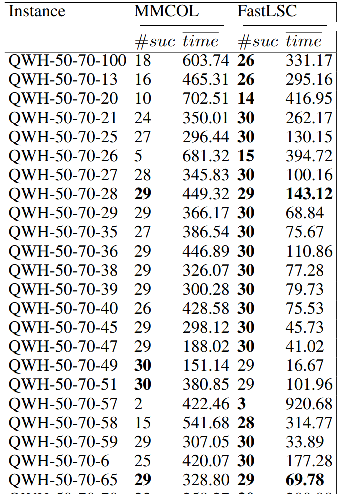 Instance MMCOL FastLSC
#suc time #suc time
QWH-50-70-100 18 603.74 26 331.17
QWH-50-70-13 16 465.31 26 295.16
QWH-50-70-20 10 702.51 14 416.95
QWH-50-70-21 24 350.01 30 262.17
QWH-50-70-25 27 296.44 30 130.15
QWH-50-70-26 5 681.32 15 394.72
QWH-50-70-27 28 345.83 30 100.16
QWH-50-70-28 29 449.32 29 143.12
QWH-50-70-29 29 366.17 30 68.84
QWH-50-70-35 27 386.54 30 75.67
QWH-50-70-36 29 446.89 30 110.86
QWH-50-70-38 29 326.07 30 77.28
QWH-50-70-39 29 300.28 30 79.73
QWH-50-70-40 26 428.58 30 75.53
QWH-50-70-45 29 298.12 30 45.73
QWH-50-70-47 29 188.02 30 41.02
QWH-50-70-49 30 151.14 29 16.67
QWH-50-70-51 30 380.85 29 101.96
QWH-50-70-57 2 422.46 3 920.68
QWH-50-70-58 15 541.68 28 314.77
QWH-50-70-59 29 307.05 30 33.89
QWH-50-70-6 25 420.07 30 177.28
QWH-50-70-65 29 328.80 29 69.78